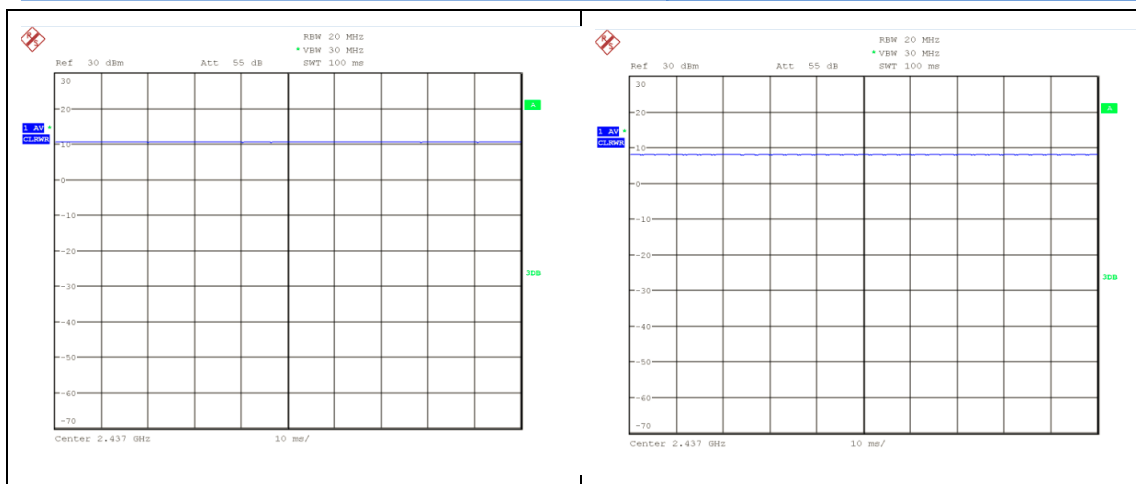 RBW 20 MHz
* VBW 30 MHz
Ref 30 dBm Att 55 dB SWT 100 ms
30
20
A
1 AV *
CLRWR
10
0
-10
-20
3DB
-30
-40
-50
-60
-70
Center 2.437 GHz 10 ms/
RBW 20 MHz
* VBW 30 MHz
Ref 30 dBm Att 55 dB SWT 100 ms
30
20
A
1 AV *
CLRWR
10
0
-10
-20
3DB
-30
-40
-50
-60
-70
Center 2.437 GHz 10 ms/